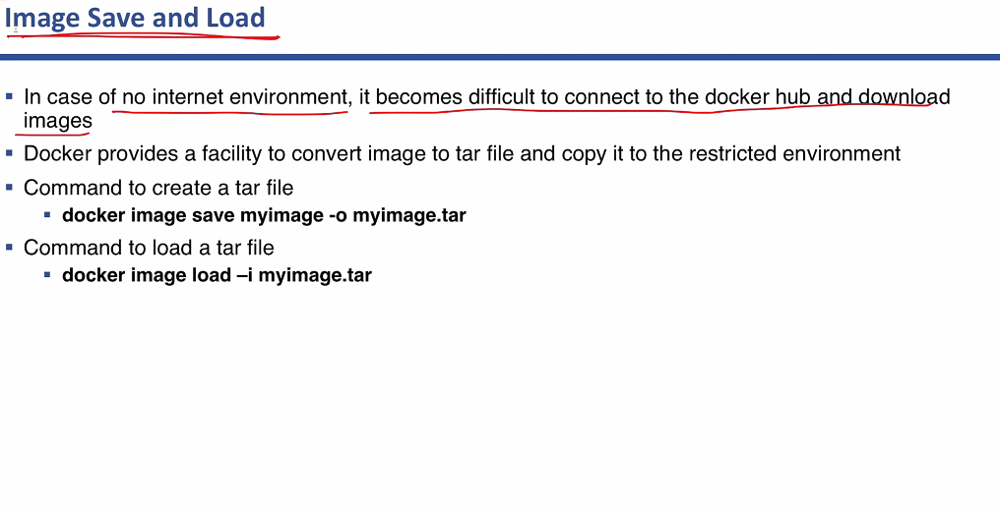 Image Save and Load
▪ In case of no internet environment, it becomes difficult to connect to the docker hub and download
images
▪ Docker provides a facility to convert image to tar file and copy it to the restricted environment
▪ Command to create a tar file
▪ docker image save myimage -o myimage.tar
▪ Command to load a tar file
▪ docker image load –i myimage.tar